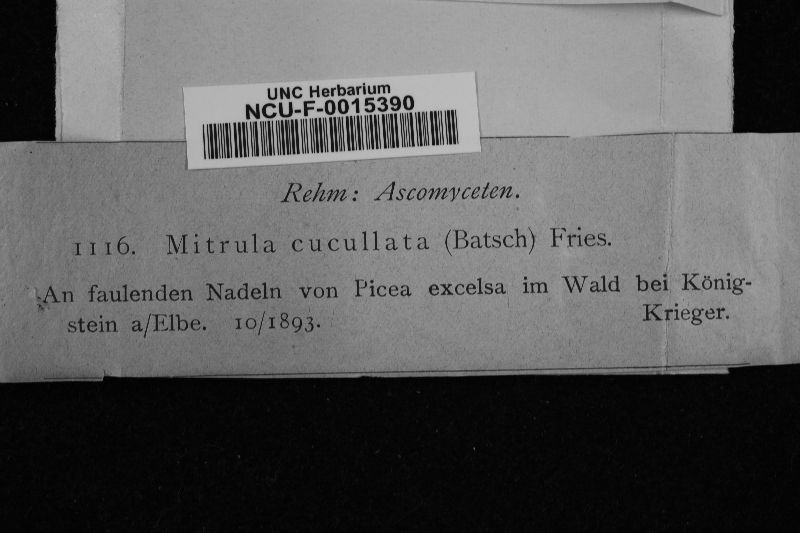 UNC Herbarium
NCU-F-0015390
Rehm: Ascomyceten.
1116. Mitrula cucullata (Batsch) Fries.
An faulenden Nadeln von Picea excelsa im Wald bei König-
stein a/Elbe. 10/1893. Krieger.